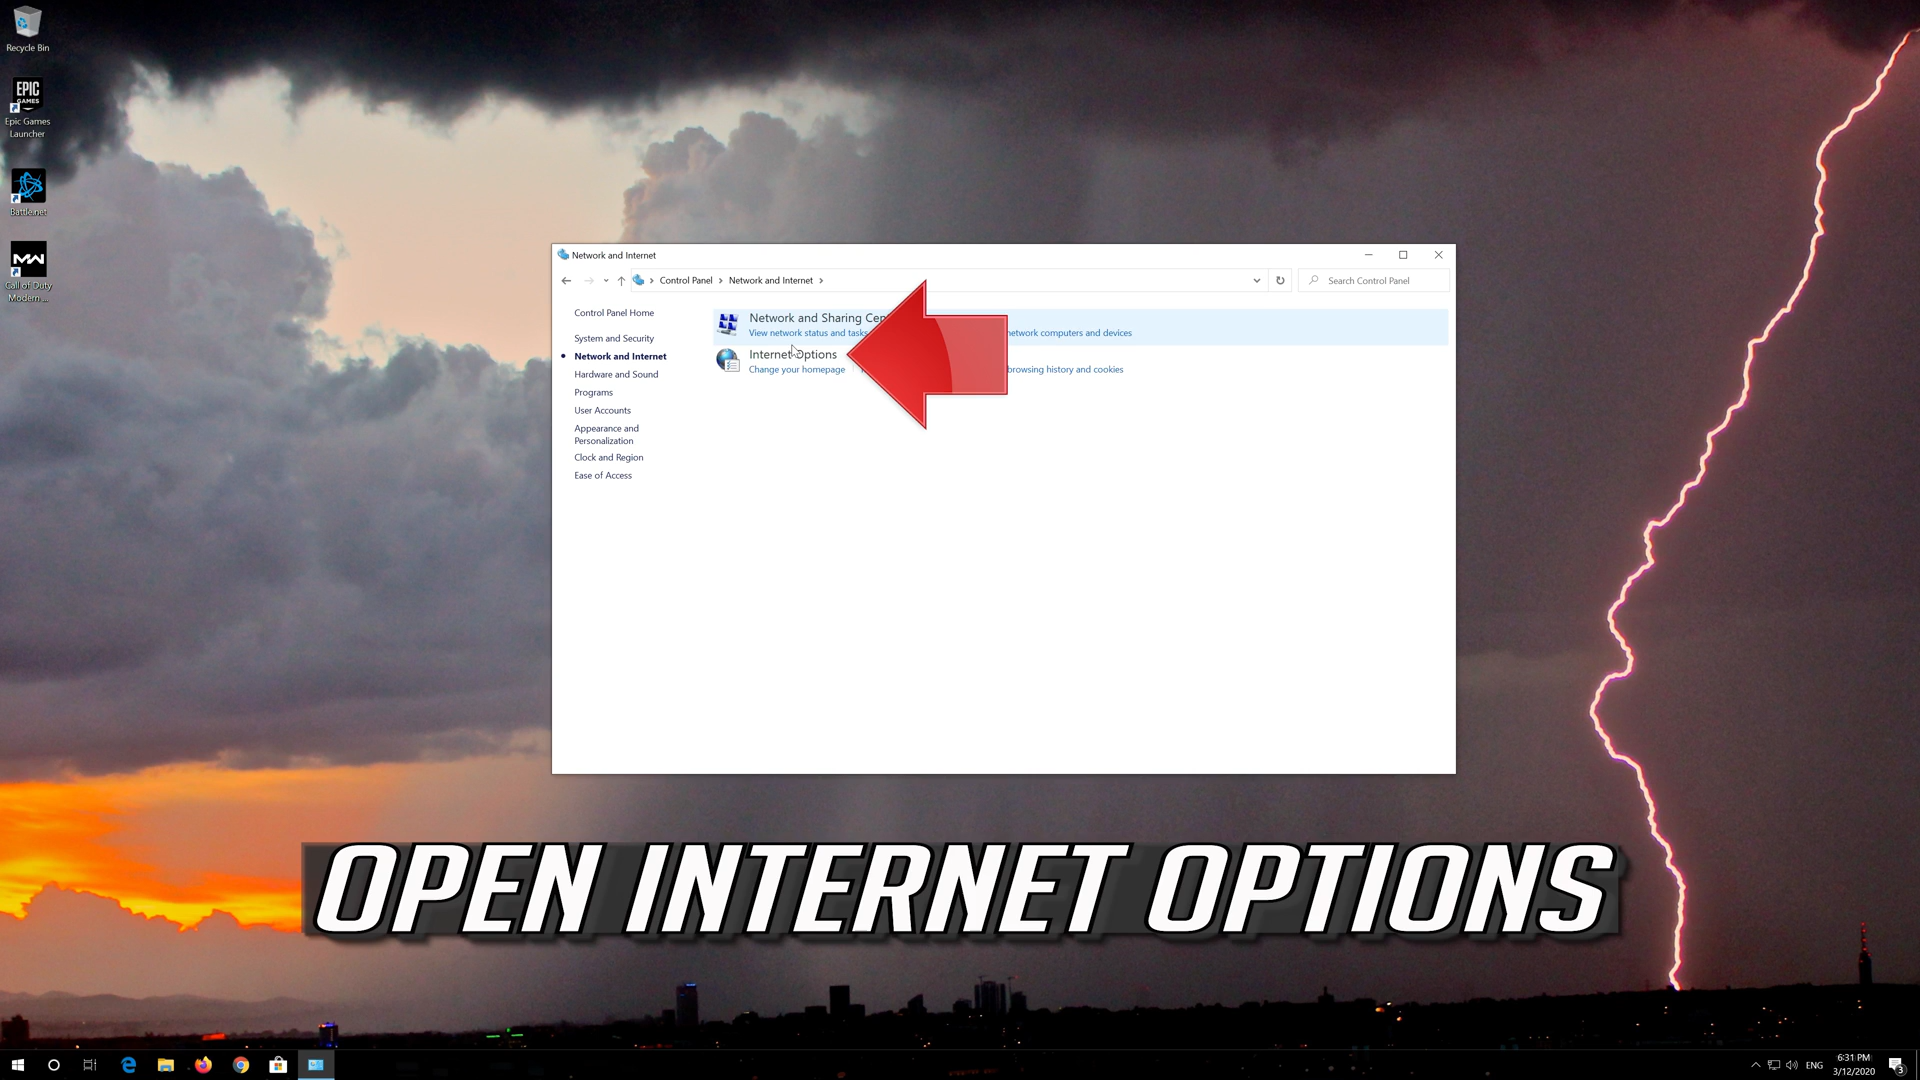 Recycle Bin
EPIC
GAMES
Epic Games
Launcher
Battle.net
MW
Call of Duty
Modern ...
Network and Internet
Control Panel > Network and Internet >
Search Control Panel
Control Panel Home
System and Security
Network and Internet
Hardware and Sound
Programs
User Accounts
Appearance and
Personalization
Clock and Region
Ease of Access
Network and Sharing Cen
View network status and tasks
network computers and devices
Internet Options
Change your homepage
browsing history and cookies
OPEN INTERNET OPTIONS
ENG
6:31 PM
3/12/2020
3